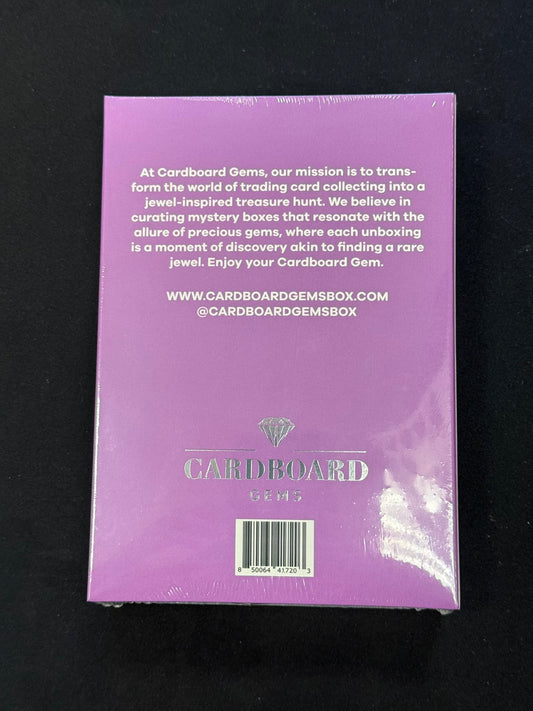 At Cardboard Gems, our mission is to trans-
form the world of trading card collecting into a
jewel-inspired treasure hunt. We believe in
curating mystery boxes that resonate with the
allure of precious gems, where each unboxing
is a moment of discovery akin to finding a rare
jewel. Enjoy your Cardboard Gem.
WWW.CARDBOARDGEMSBOX.COM
@CARDBOARDGEMSBOX
CARDBOARD
GEMS
8 50064 41720 3